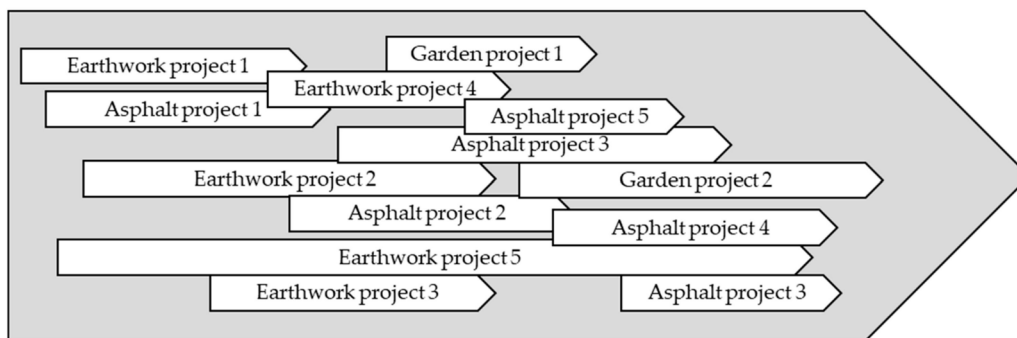 Garden project 1
Earthwork project 1
Earthwork project 4
Asphalt project 1
Asphalt project 5
Asphalt project 3
Earthwork project 2
Garden project 2
Asphalt project 2
Asphalt project 4
Earthwork project 5
Earthwork project 3
Asphalt project 3